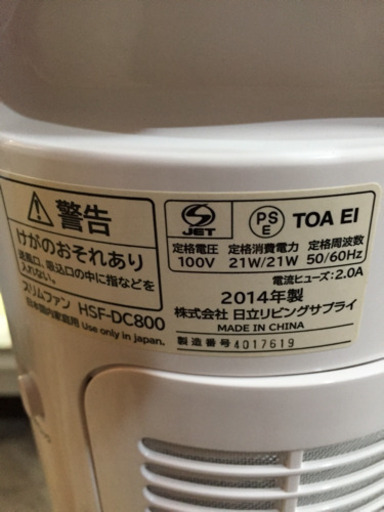 警告
けがのおそれあり
送風口、吸込口の中に指などを
入れない。
スリムファン HSF-DC800
日本国内家庭用 Use only in japan.
S JET PS E TOA EI
定格電圧 定格消費電力 定格周波数
100V 21W/21W 50/60Hz
電流ヒューズ:2.0A
2014年製
株式会社 日立リビングサプライ
MADE IN CHINA
製造番号 4017619